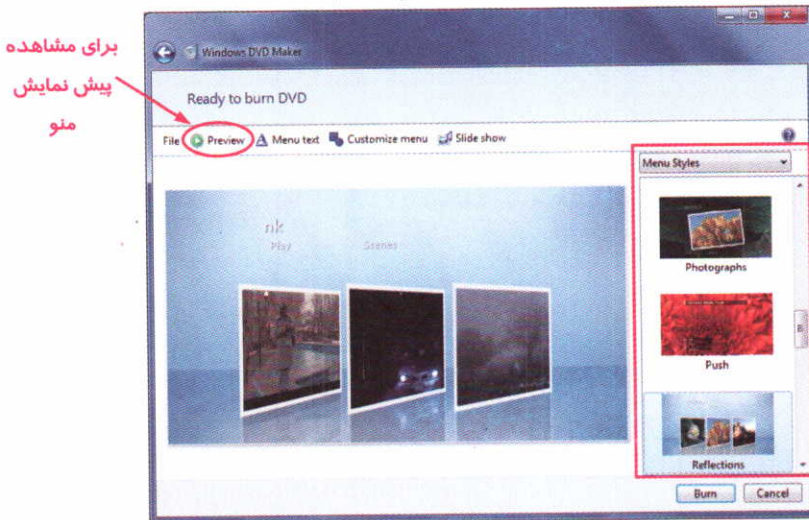 برای مشاهده
پیش نمایش
منو
Windows DVD Maker
Ready to burn DVD
File Preview Menu text Customize menu Slide show
Menu Styles
nk
Play Scenes
Photographs
Push
Reflections
Burn Cancel